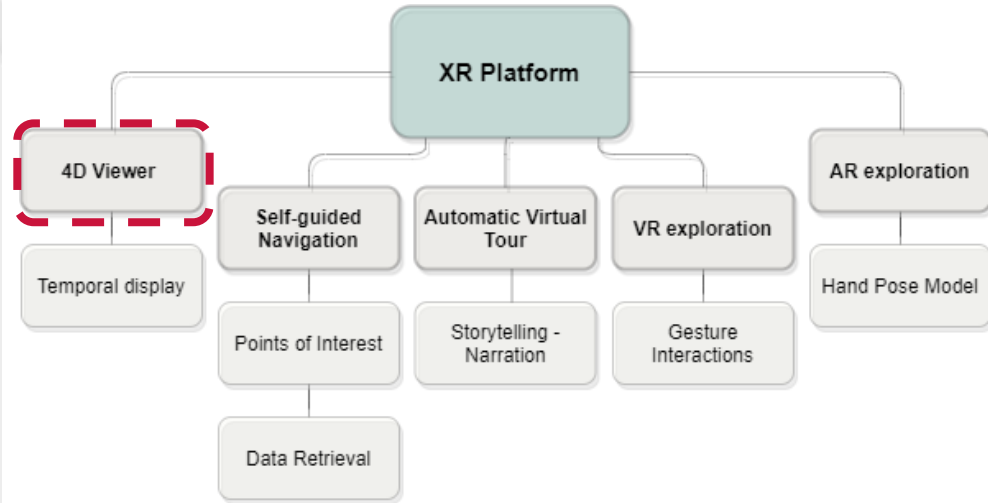 XR Platform
4D Viewer
Temporal display
Self-guided
Navigation
Points of Interest
Data Retrieval
Automatic Virtual
Tour
Storytelling -
Narration
VR exploration
Gesture
Interactions
AR exploration
Hand Pose Model